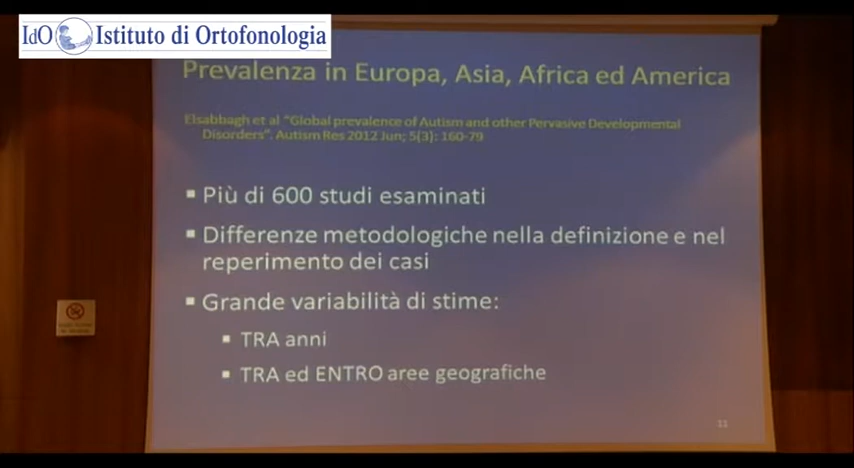 IdO Istituto di Ortofonologia
Prevalenza in Europa, Asia, Africa ed America
Elsabbagh et al "Global prevalence of Autism and other Pervasive Developmental
Disorders". Autism Res 2012 Jun; 5(3): 160-79
▪ Più di 600 studi esaminati
▪ Differenze metodologiche nella definizione e nel
reperimento dei casi
▪ Grande variabilità di stime:
▪ TRA anni
▪ TRA ed ENTRO aree geografiche
11